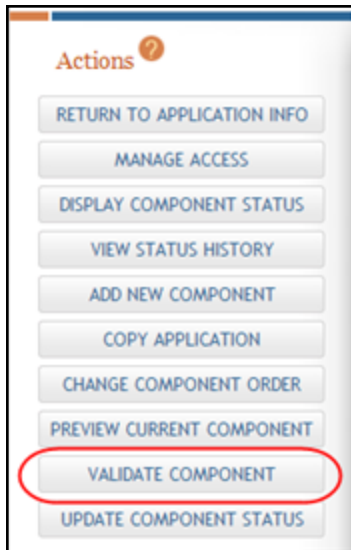 Actions ?
RETURN TO APPLICATION INFO
MANAGE ACCESS
DISPLAY COMPONENT STATUS
VIEW STATUS HISTORY
ADD NEW COMPONENT
COPY APPLICATION
CHANGE COMPONENT ORDER
PREVIEW CURRENT COMPONENT
VALIDATE COMPONENT
UPDATE COMPONENT STATUS